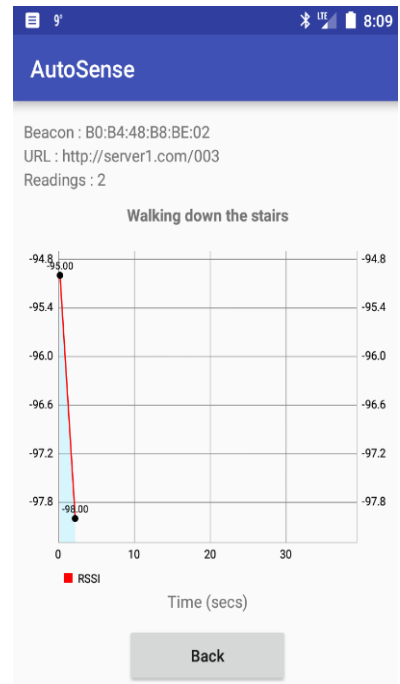 9° LTE 8:09
AutoSense
Beacon : B0:B4:48:B8:BE:02
URL : http://server1.com/003
Readings : 2
Walking down the stairs
-94.8 -94.8
-95.00
-95.4 -95.4
-96.0 -96.0
-96.6 -96.6
-97.2 -97.2
-97.8 -97.8
-98.00
0 10 20 30
RSSI
Time (secs)
Back